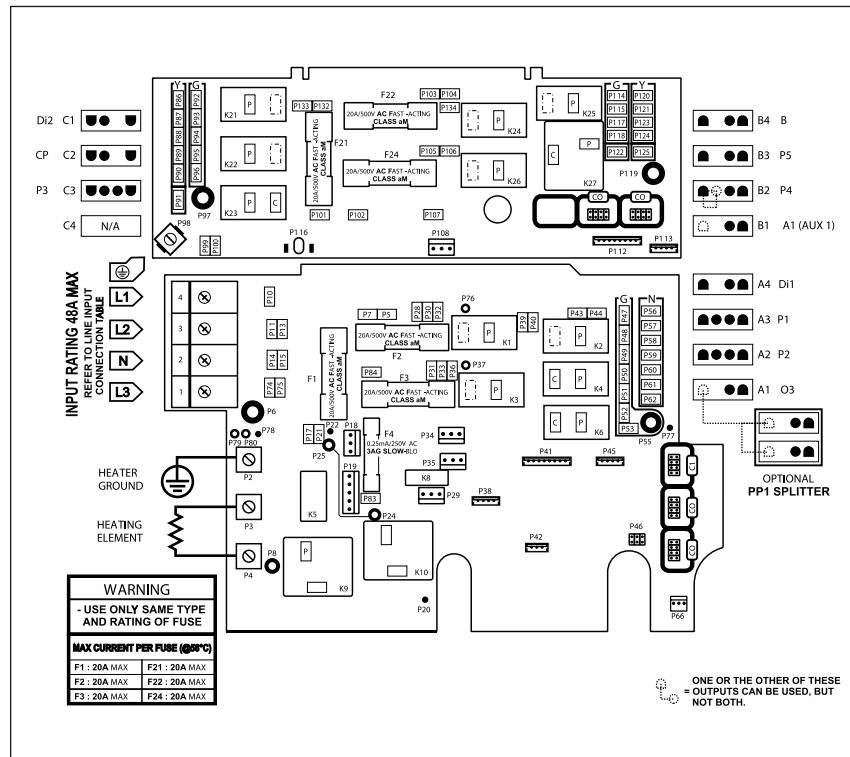 Y G
P86 P92
P87 P93
P88 P94
P89 P95
P90 P96
P91
P97
P98
P99 P100
K21 P
K22 P
K23 P C
P133 P132
F21
20A/500V AC FAST -ACTING
CLASS aM
F22
20A/500V AC FAST -ACTING
CLASS aM
F24
20A/500V AC FAST -ACTING
CLASS aM
P103 P104
P134
P105 P106
P101
P102
P107
P116
P108
K24 P
K26 P
K25 P
K27 C P
G Y
P114 P120
P115 P121
P117 P123
P118 P124
P122 P125
P119
CO CO
P112
P113
Di2 C1
CP C2
P3 C3
C4 N/A
B4 B
B3 P5
B2 P4
B1 A1 (AUX 1)
A4 Di1
A3 P1
A2 P2
A1 O3
INPUT RATING 48A MAX
REFER TO LINE INPUT
CONNECTION TABLE
L1
L2
N
L3
4
3
2
1
P10
P11 P13
P14 P15
P74 P75
P6
P79 P80
P78
P17 P21
P22
P25
P18
P19
F1
20A/500V AC FAST -ACTING
CLASS aM
P7 P5
P28 P30 P32
20A/500V AC FAST -ACTING
CLASS aM
F2
P84
P31 P33 P36
F3
20A/500V AC FAST -ACTING
CLASS aM
P76
P37
P39 P40
K1 P
K3 P
P43 P44
K2 C P
K4 C P
K6 C P
G N
P47 P56
P48 P57
P49 P58
P50 P59
P51 P60
P52 P61
P53 P62
P55
P77
F4
0.25mA/250V AC
3AG SLOW-BLO
P83
P24
P34
P35
K8
P29
P38
P41
P45
P42
P46
C1
CO
CO
P66
P20
K5
K9 P
K10 P
P2
P3
P4
P8
HEATER
GROUND
HEATING
ELEMENT
OPTIONAL
PP1 SPLITTER
WARNING
- USE ONLY SAME TYPE
AND RATING OF FUSE
MAX CURRENT PER FUSE (@58°C)
F1 : 20A MAX F21 : 20A MAX
F2 : 20A MAX F22 : 20A MAX
F3 : 20A MAX F24 : 20A MAX
ONE OR THE OTHER OF THESE
= OUTPUTS CAN BE USED, BUT
NOT BOTH.